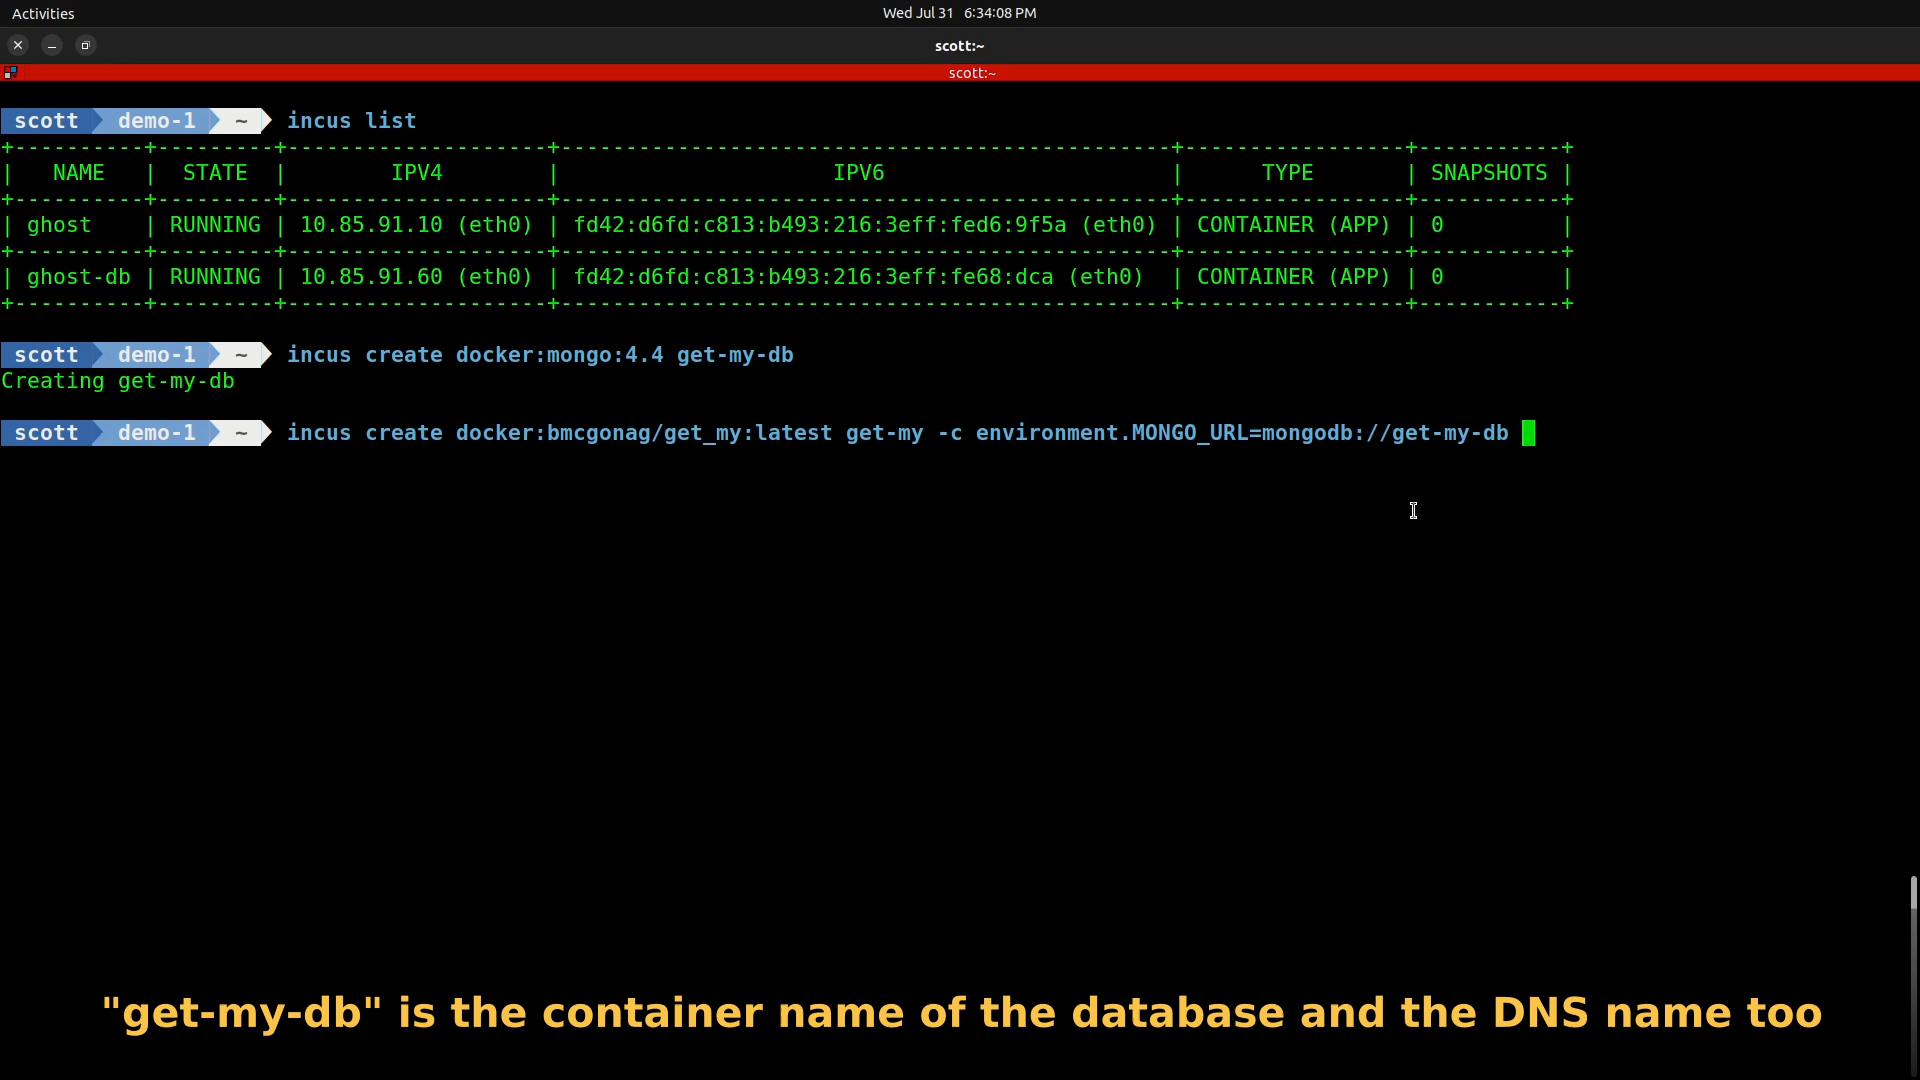 Activities
Wed Jul 31 6:34:08 PM
scott:~
scott:~
scott demo-1 ~ incus list
+----------+---------+--------------------+-----------------------------------------------+-----------------+-----------+
| NAME | STATE | IPV4 | IPV6 | TYPE | SNAPSHOTS |
+----------+---------+--------------------+-----------------------------------------------+-----------------+-----------+
| ghost | RUNNING | 10.85.91.10 (eth0) | fd42:d6fd:c813:b493:216:3eff:fed6:9f5a (eth0) | CONTAINER (APP) | 0 |
+----------+---------+--------------------+-----------------------------------------------+-----------------+-----------+
| ghost-db | RUNNING | 10.85.91.60 (eth0) | fd42:d6fd:c813:b493:216:3eff:fe68:dca (eth0) | CONTAINER (APP) | 0 |
+----------+---------+--------------------+-----------------------------------------------+-----------------+-----------+
scott demo-1 ~ incus create docker:mongo:4.4 get-my-db
Creating get-my-db
scott demo-1 ~ incus create docker:bmcgonag/get_my:latest get-my -c environment.MONGO_URL=mongodb://get-my-db
"get-my-db" is the container name of the database and the DNS name too